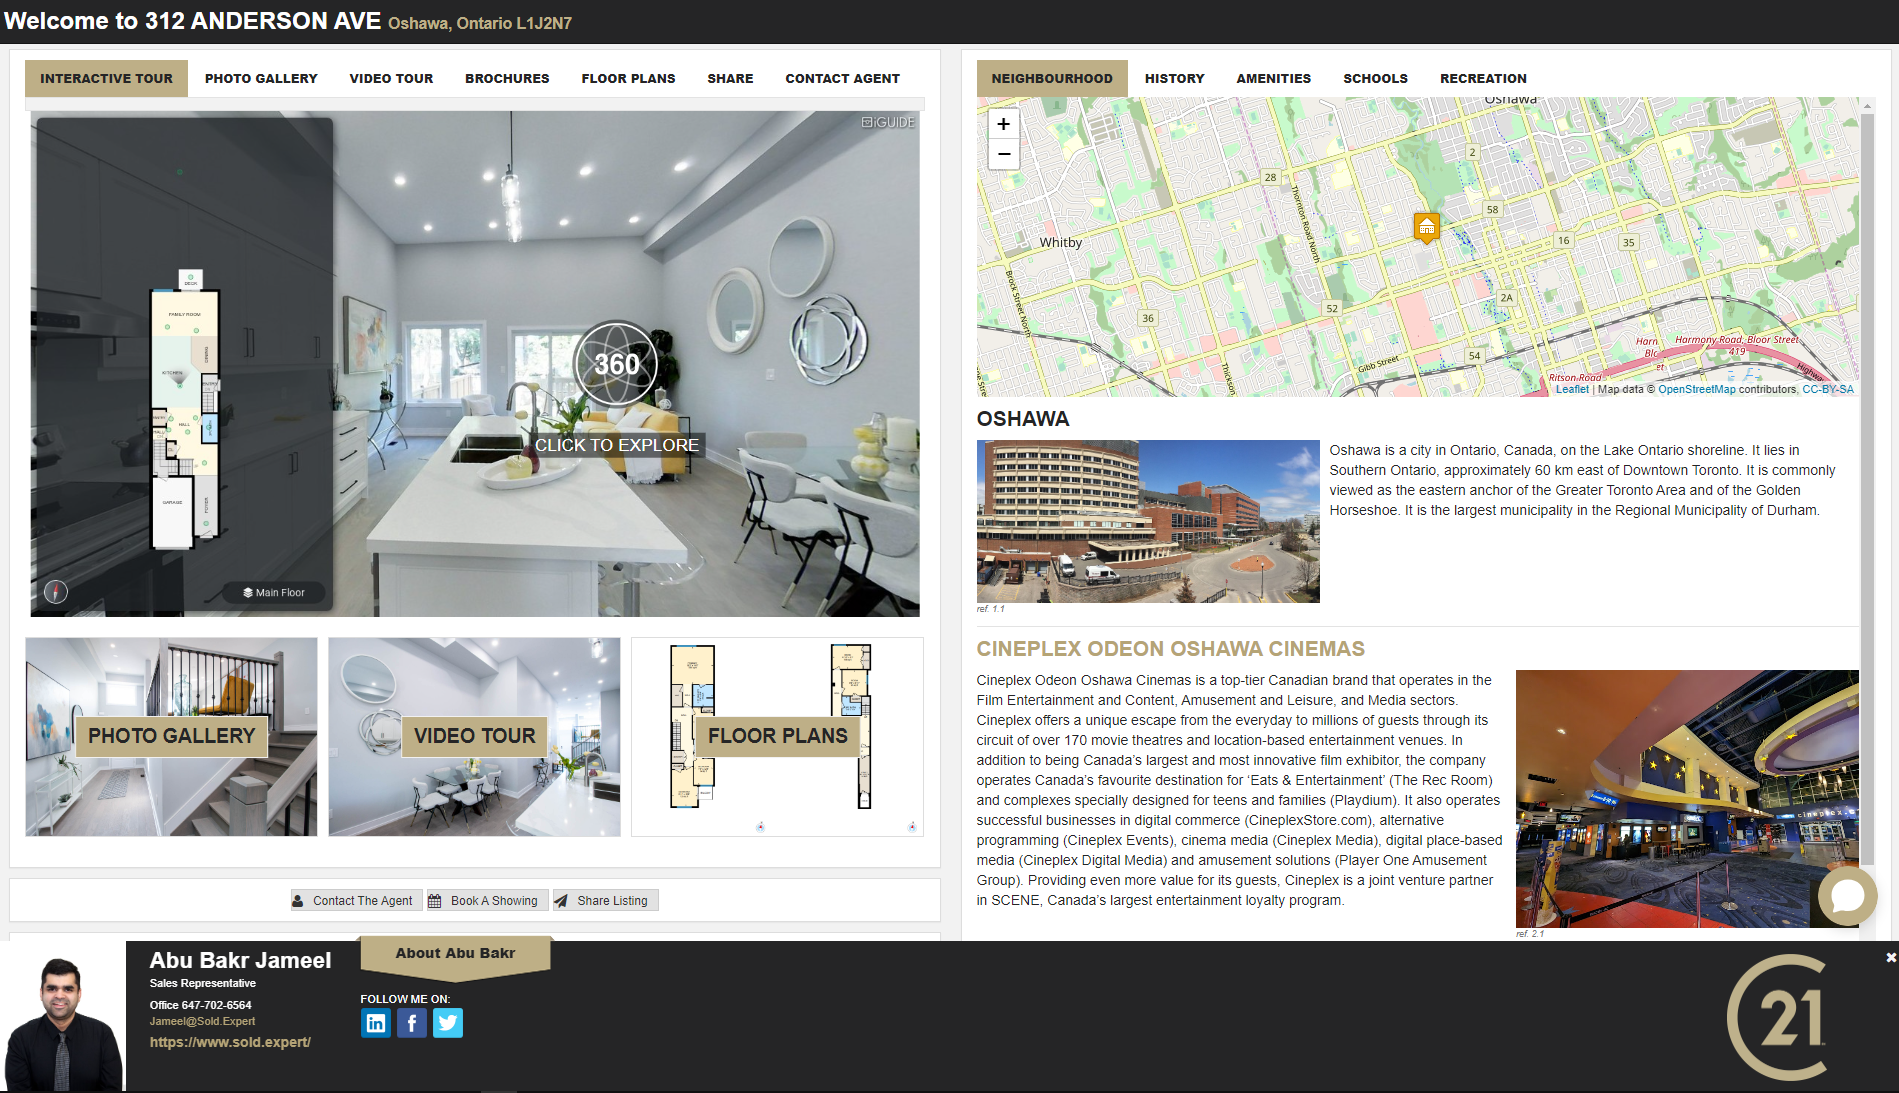 Welcome to 312 ANDERSON AVE Oshawa, Ontario L1J2N7
INTERACTIVE TOUR PHOTO GALLERY VIDEO TOUR BROCHURES FLOOR PLANS SHARE CONTACT AGENT
iGUIDE
DECK
FAMILY ROOM
DINING
KITCHEN
HALL
GARAGE
FOYER
360
CLICK TO EXPLORE
Main Floor
PHOTO GALLERY
VIDEO TOUR
FLOOR PLANS
Contact The Agent
Book A Showing
Share Listing
NEIGHBOURHOOD HISTORY AMENITIES SCHOOLS RECREATION
+
−
Oshawa
2
28
58
Thornton Road North
Whitby
16
35
Brock Street North
2A
52
36
Harmony Road, Bloor Street
419
54
Gibb Street
Ritson Road
Leaflet | Map data © OpenStreetMap contributors, CC-BY-SA
OSHAWA
Oshawa is a city in Ontario, Canada, on the Lake Ontario shoreline. It lies in
Southern Ontario, approximately 60 km east of Downtown Toronto. It is commonly
viewed as the eastern anchor of the Greater Toronto Area and of the Golden
Horseshoe. It is the largest municipality in the Regional Municipality of Durham.
ref. 1.1
CINEPLEX ODEON OSHAWA CINEMAS
Cineplex Odeon Oshawa Cinemas is a top-tier Canadian brand that operates in the
Film Entertainment and Content, Amusement and Leisure, and Media sectors.
Cineplex offers a unique escape from the everyday to millions of guests through its
circuit of over 170 movie theatres and location-based entertainment venues. In
addition to being Canada’s largest and most innovative film exhibitor, the company
operates Canada’s favourite destination for ‘Eats & Entertainment’ (The Rec Room)
and complexes specially designed for teens and families (Playdium). It also operates
successful businesses in digital commerce (CineplexStore.com), alternative
programming (Cineplex Events), cinema media (Cineplex Media), digital place-based
media (Cineplex Digital Media) and amusement solutions (Player One Amusement
Group). Providing even more value for its guests, Cineplex is a joint venture partner
in SCENE, Canada’s largest entertainment loyalty program.
ref. 2.1
Abu Bakr Jameel
Sales Representative
Office 647-702-6564
Jameel@Sold.Expert
https://www.sold.expert/
About Abu Bakr
FOLLOW ME ON:
C21